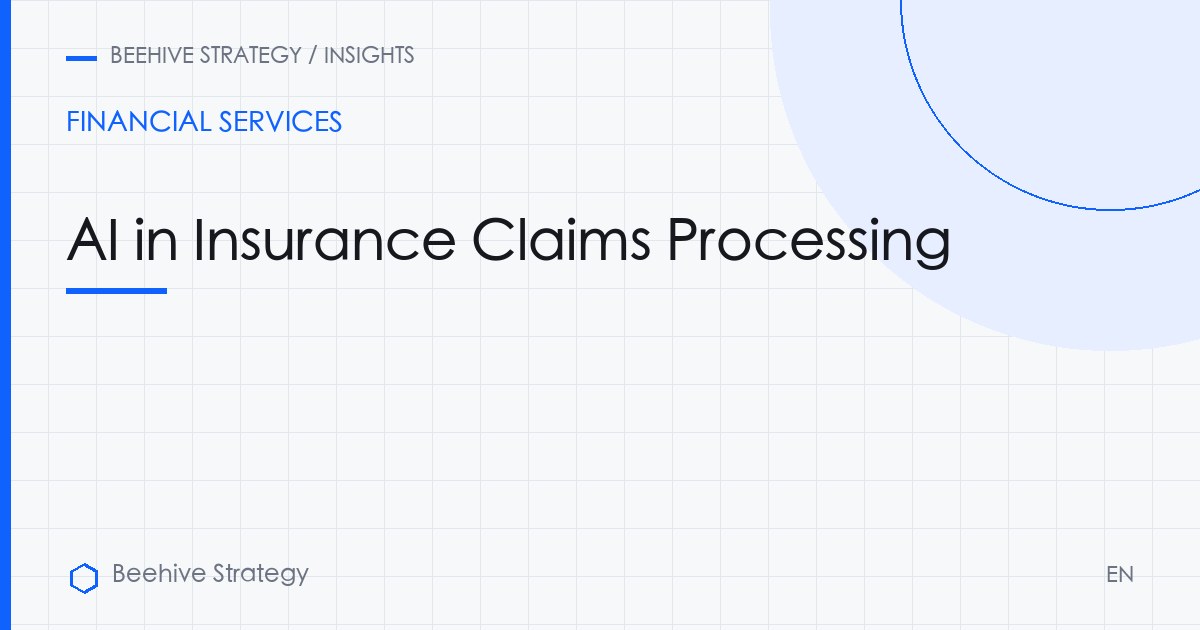 BEEHIVE STRATEGY / INSIGHTS
FINANCIAL SERVICES
AI in Insurance Claims Processing
Beehive Strategy
EN